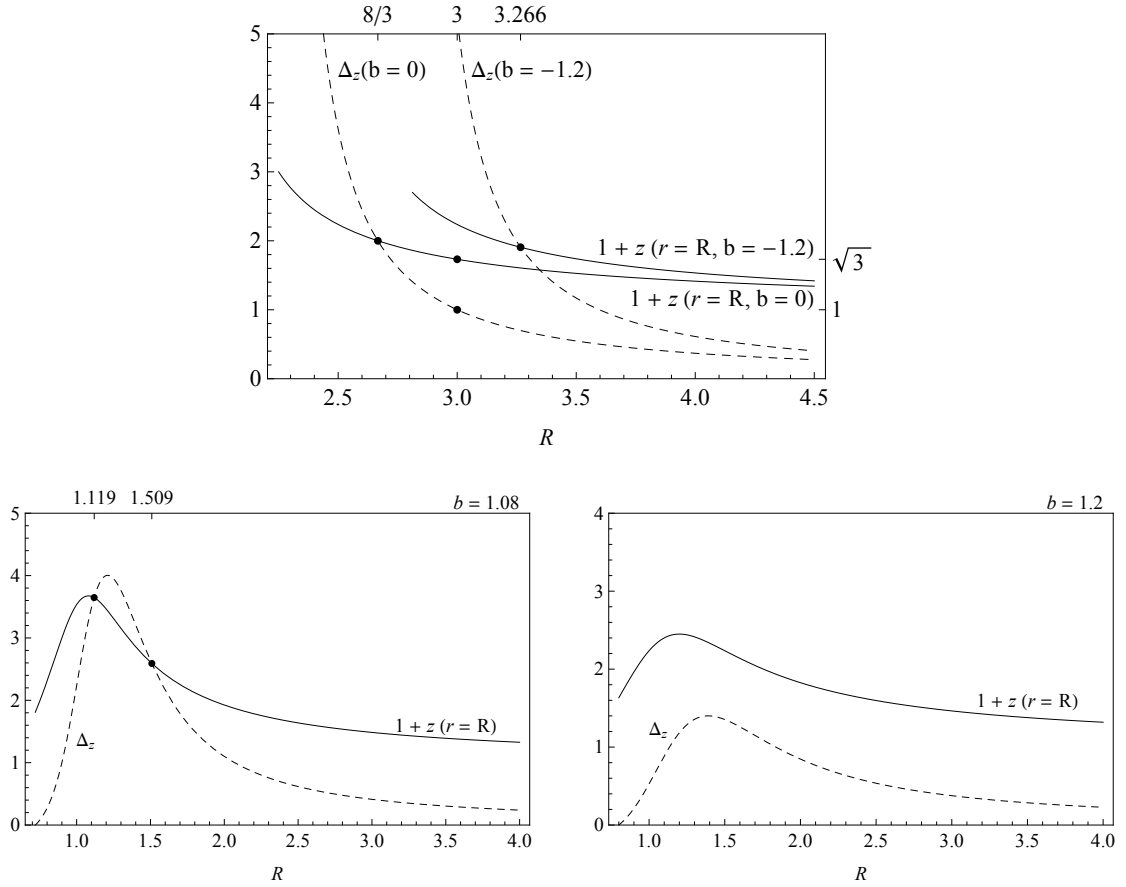 8/3 3 3.266
5
4
3
2
1
0
Δz(b = 0)
Δz(b = −1.2)
1 + z (r = R, b = −1.2)
√3
1 + z (r = R, b = 0)
1
2.5 3.0 3.5 4.0 4.5
R
1.119 1.509
b = 1.08
5
4
3
2
1
0
1 + z (r = R)
Δz
1.0 1.5 2.0 2.5 3.0 3.5 4.0
R
b = 1.2
4
3
2
1
0
1 + z (r = R)
Δz
1.0 1.5 2.0 2.5 3.0 3.5 4.0
R